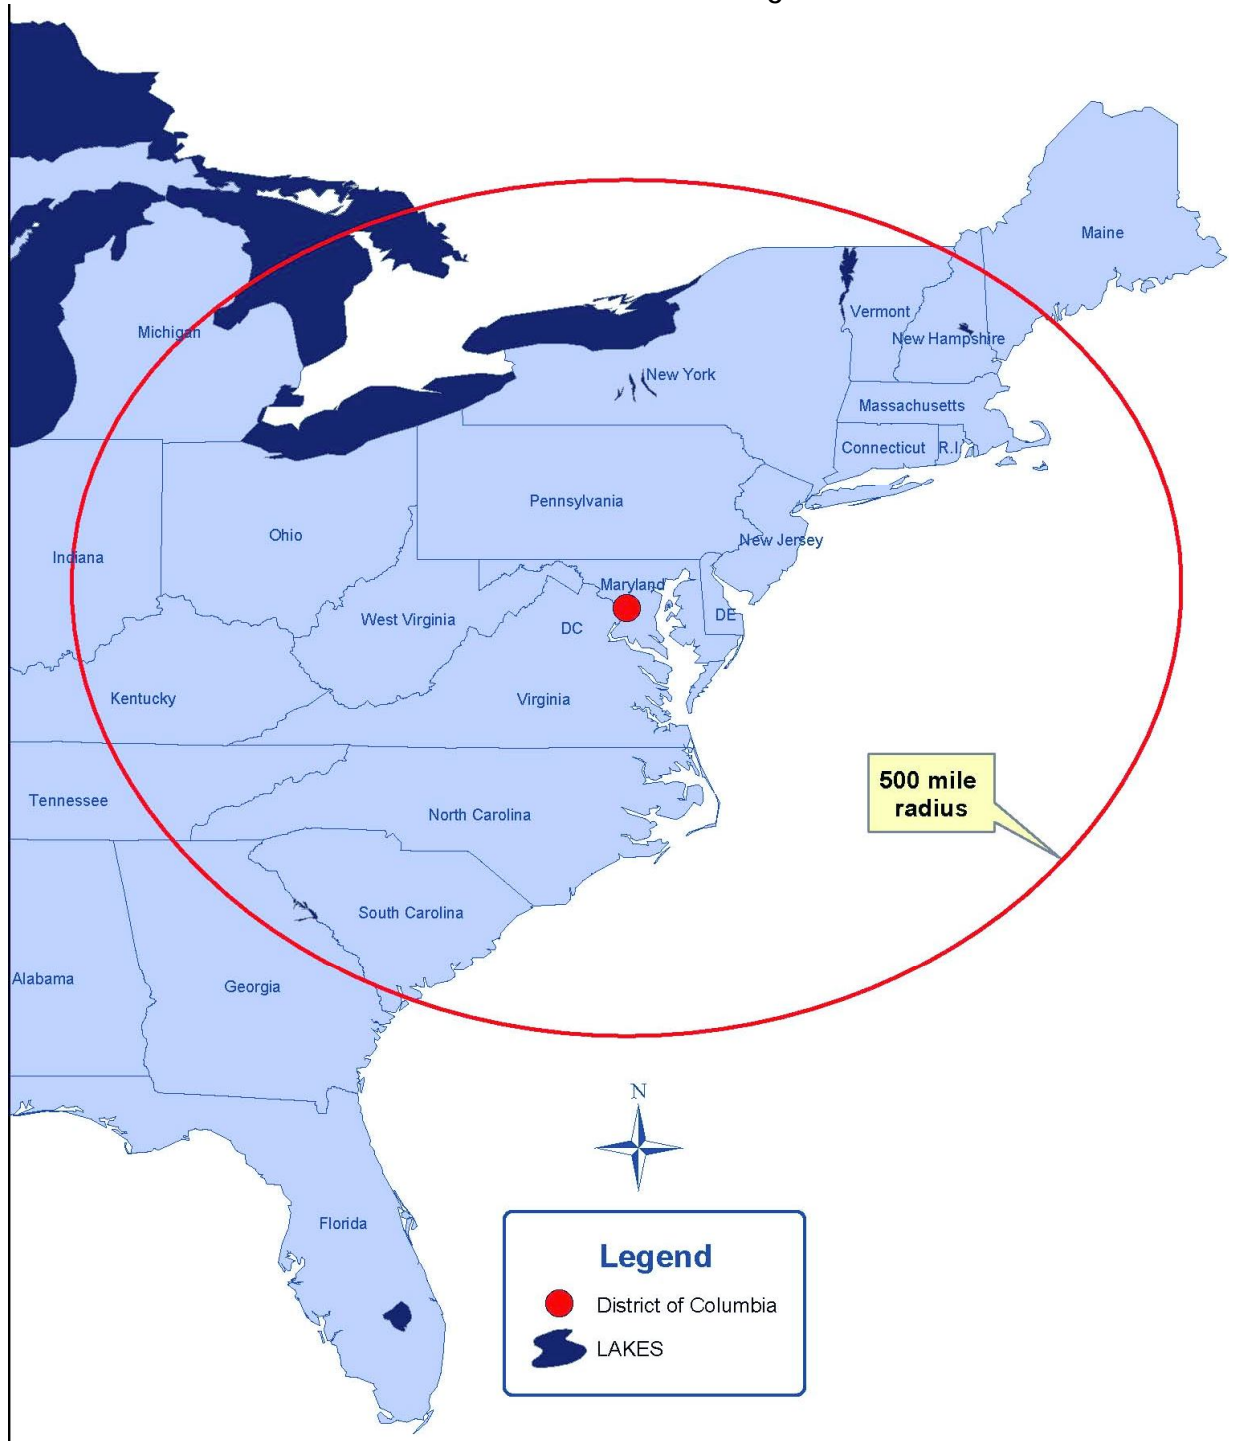 Maine
Michigan
Vermont
New Hampshire
New York
Massachusetts
Connecticut
R.I.
Pennsylvania
Ohio
New Jersey
Indiana
Maryland
DE
West Virginia
DC
Kentucky
Virginia
500 mile
radius
Tennessee
North Carolina
South Carolina
Alabama
Georgia
N
Florida
Legend
District of Columbia
LAKES